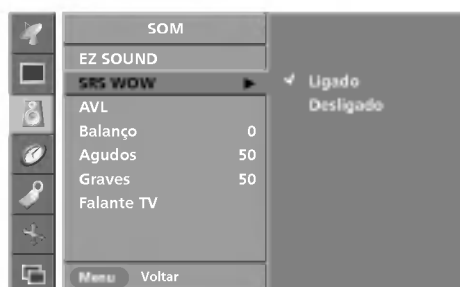 SOM
EZ SOUND
SRS WOW
Ligado
Desligado
AVL
Balanço 0
Agudos 50
Graves 50
Falante TV
Menu Voltar